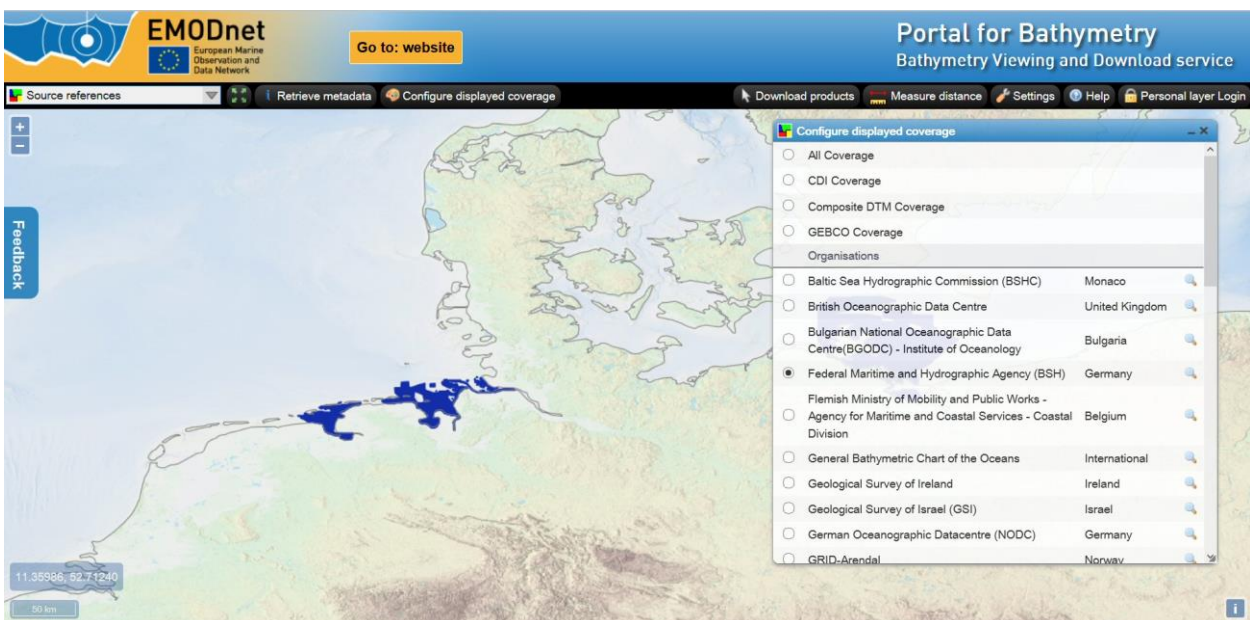 EMODnet
European Marine
Observation and
Data Network
Go to: website
Portal for Bathymetry
Bathymetry Viewing and Download service
Source references
Retrieve metadata
Configure displayed coverage
Download products
Measure distance
Settings
Help
Personal layer Login
+
-
Feedback
Configure displayed coverage
All Coverage
CDI Coverage
Composite DTM Coverage
GEBCO Coverage
Organisations
Baltic Sea Hydrographic Commission (BSHC) Monaco
British Oceanographic Data Centre United Kingdom
Bulgarian National Oceanographic Data
Centre(BGODC) - Institute of Oceanology Bulgaria
Federal Maritime and Hydrographic Agency (BSH) Germany
Flemish Ministry of Mobility and Public Works -
Agency for Maritime and Coastal Services - Coastal Belgium
Division
General Bathymetric Chart of the Oceans International
Geological Survey of Ireland Ireland
Geological Survey of Israel (GSI) Israel
German Oceanographic Datacentre (NODC) Germany
GRID-Arendal Norway
11.35986, 52.71240
50 km
i